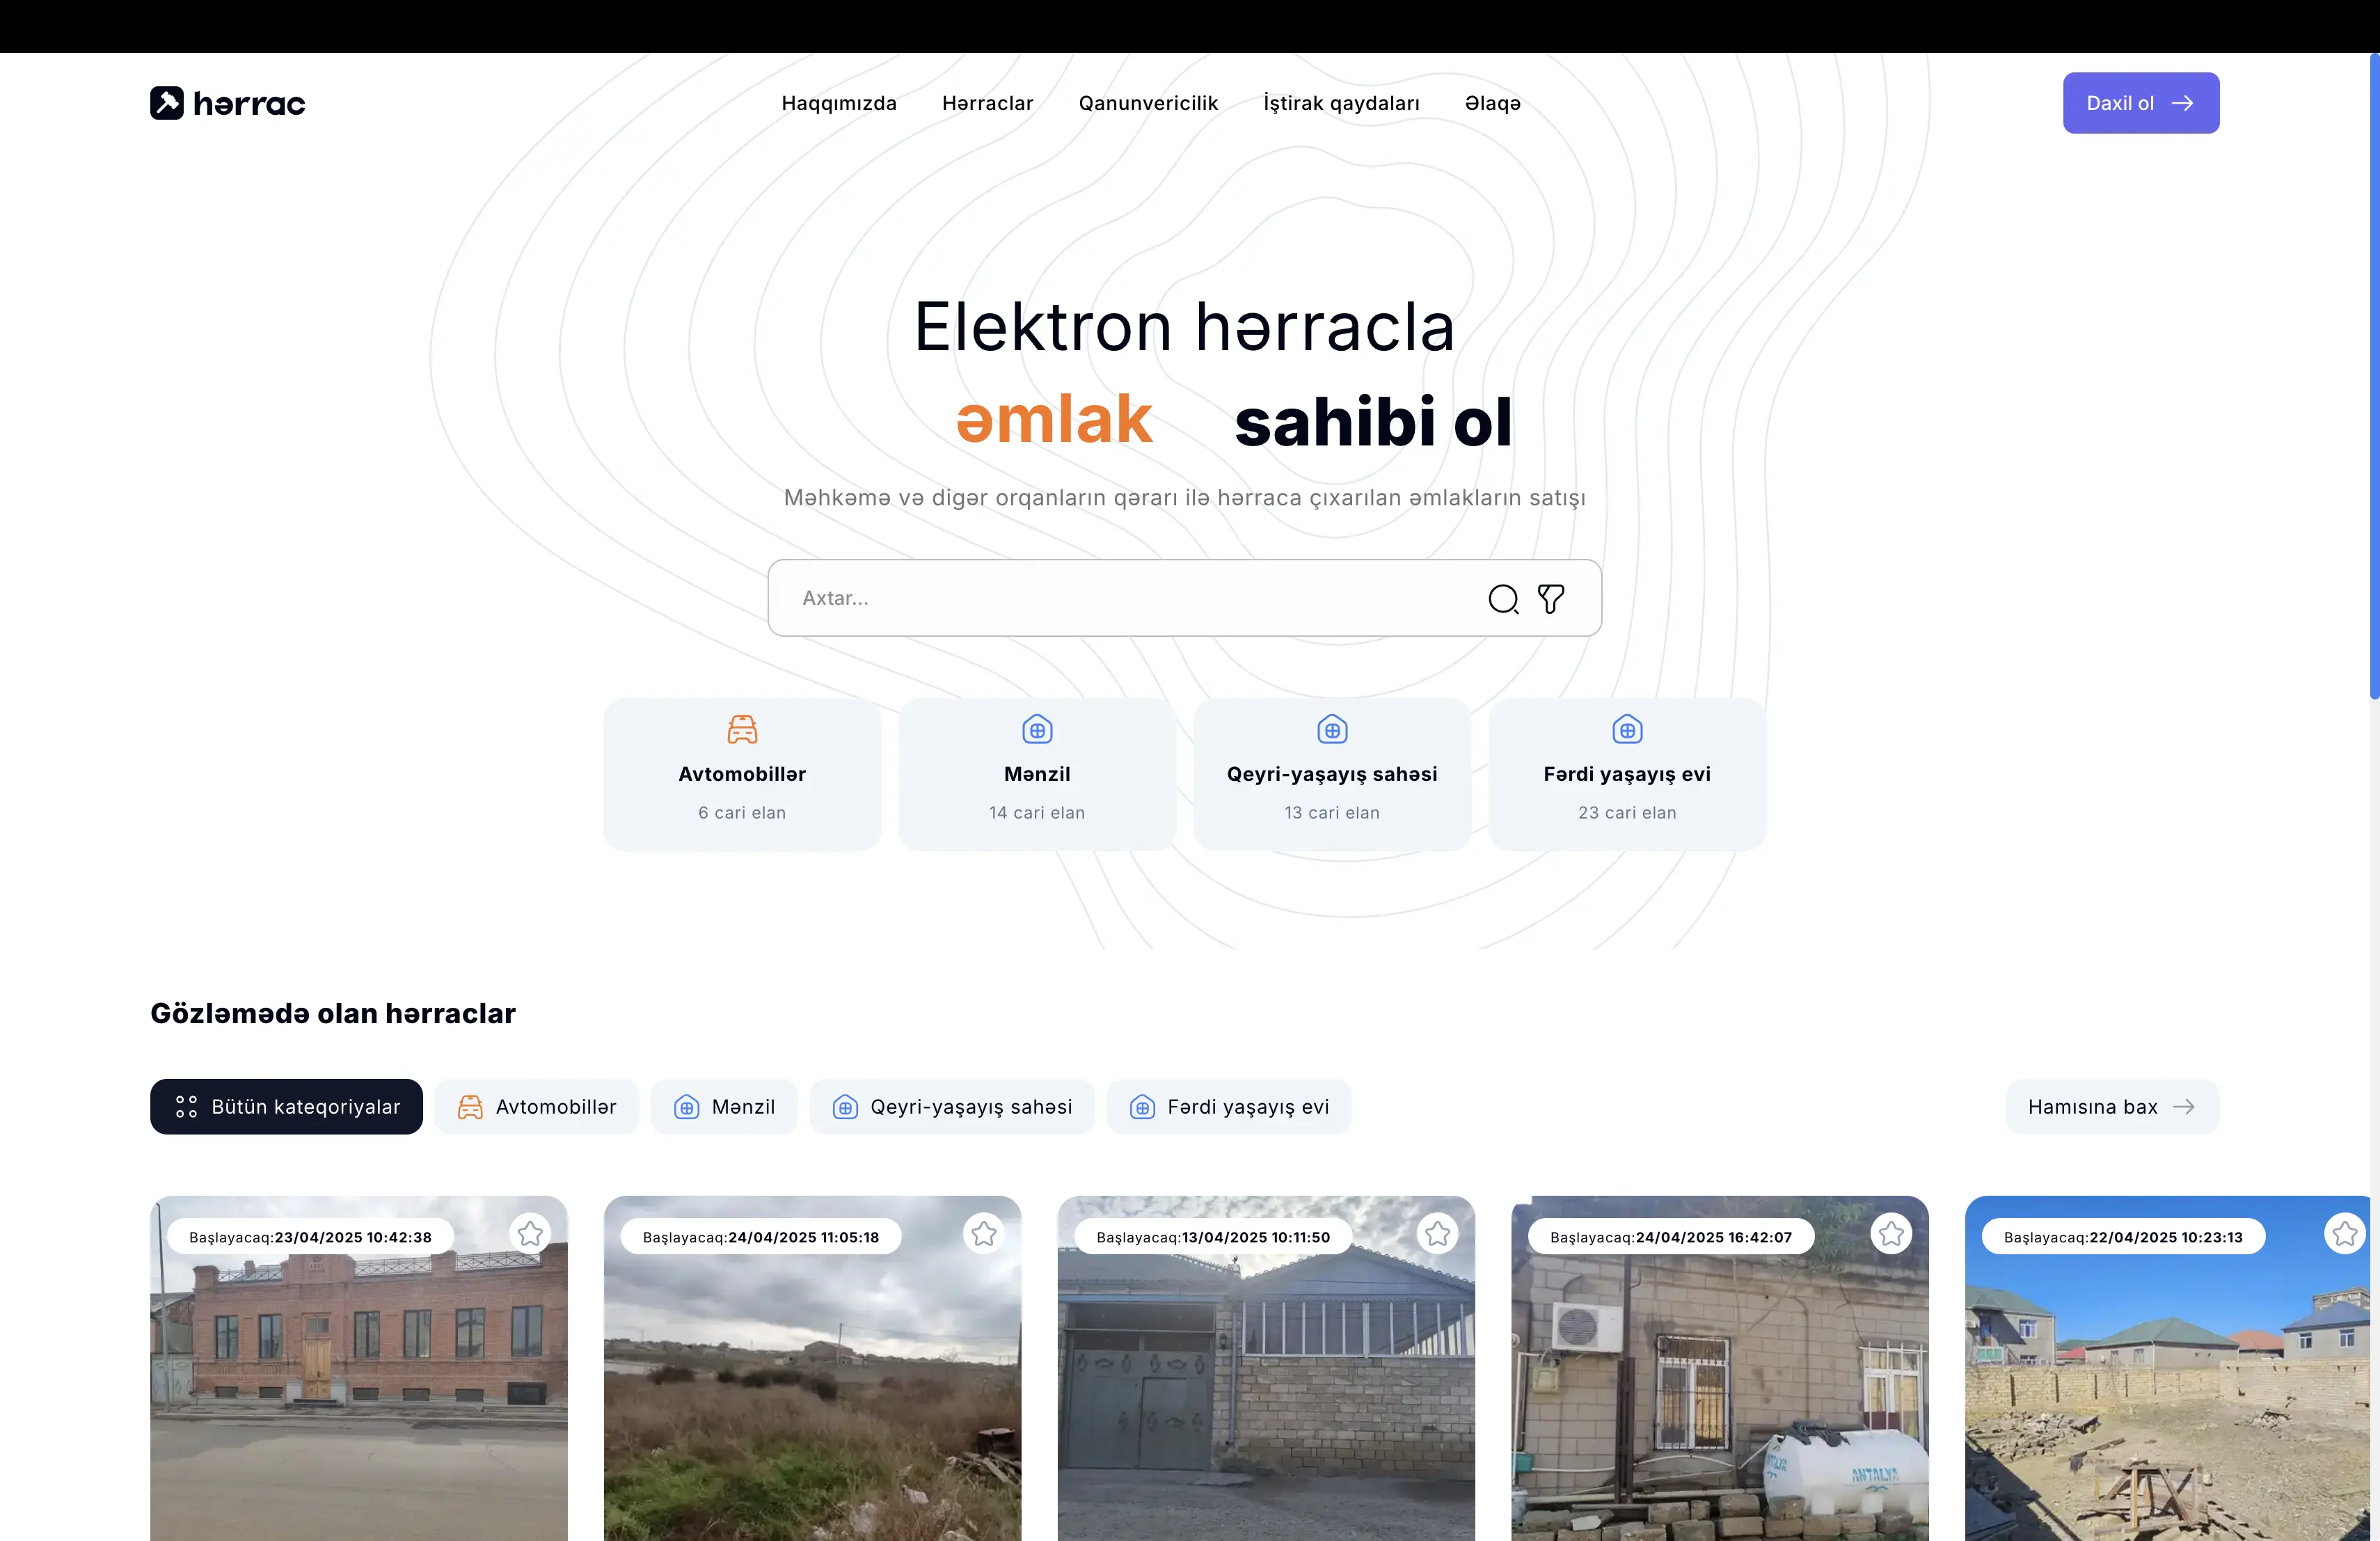 hərrac
Haqqımızda
Hərraclar
Qanunvericilik
İştirak qaydaları
Əlaqə
Daxil ol
Elektron hərracla
əmlak sahibi ol
Məhkəmə və digər orqanların qərarı ilə hərraca çıxarılan əmlakların satışı
Axtar...
Avtomobillər
6 cari elan
Mənzil
14 cari elan
Qeyri-yaşayış sahəsi
13 cari elan
Fərdi yaşayış evi
23 cari elan
Gözləmədə olan hərraclar
Bütün kateqoriyalar
Avtomobillər
Mənzil
Qeyri-yaşayış sahəsi
Fərdi yaşayış evi
Hamısına bax
Başlayacaq:23/04/2025 10:42:38
Başlayacaq:24/04/2025 11:05:18
Başlayacaq:13/04/2025 10:11:50
Başlayacaq:24/04/2025 16:42:07
Başlayacaq:22/04/2025 10:23:13
ANTALYA